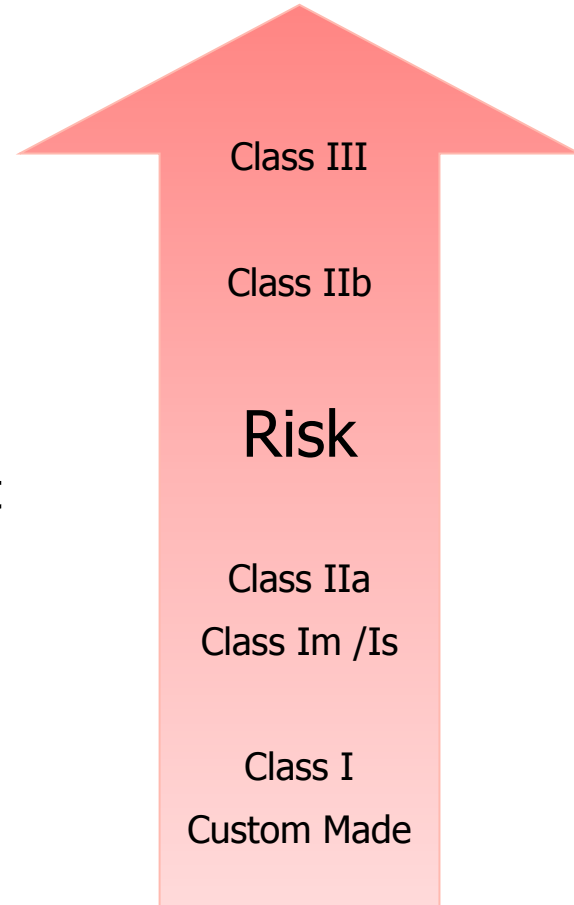 Class III
Class IIb
Risk
Class IIa
Class Im /Is
Class I
Custom Made